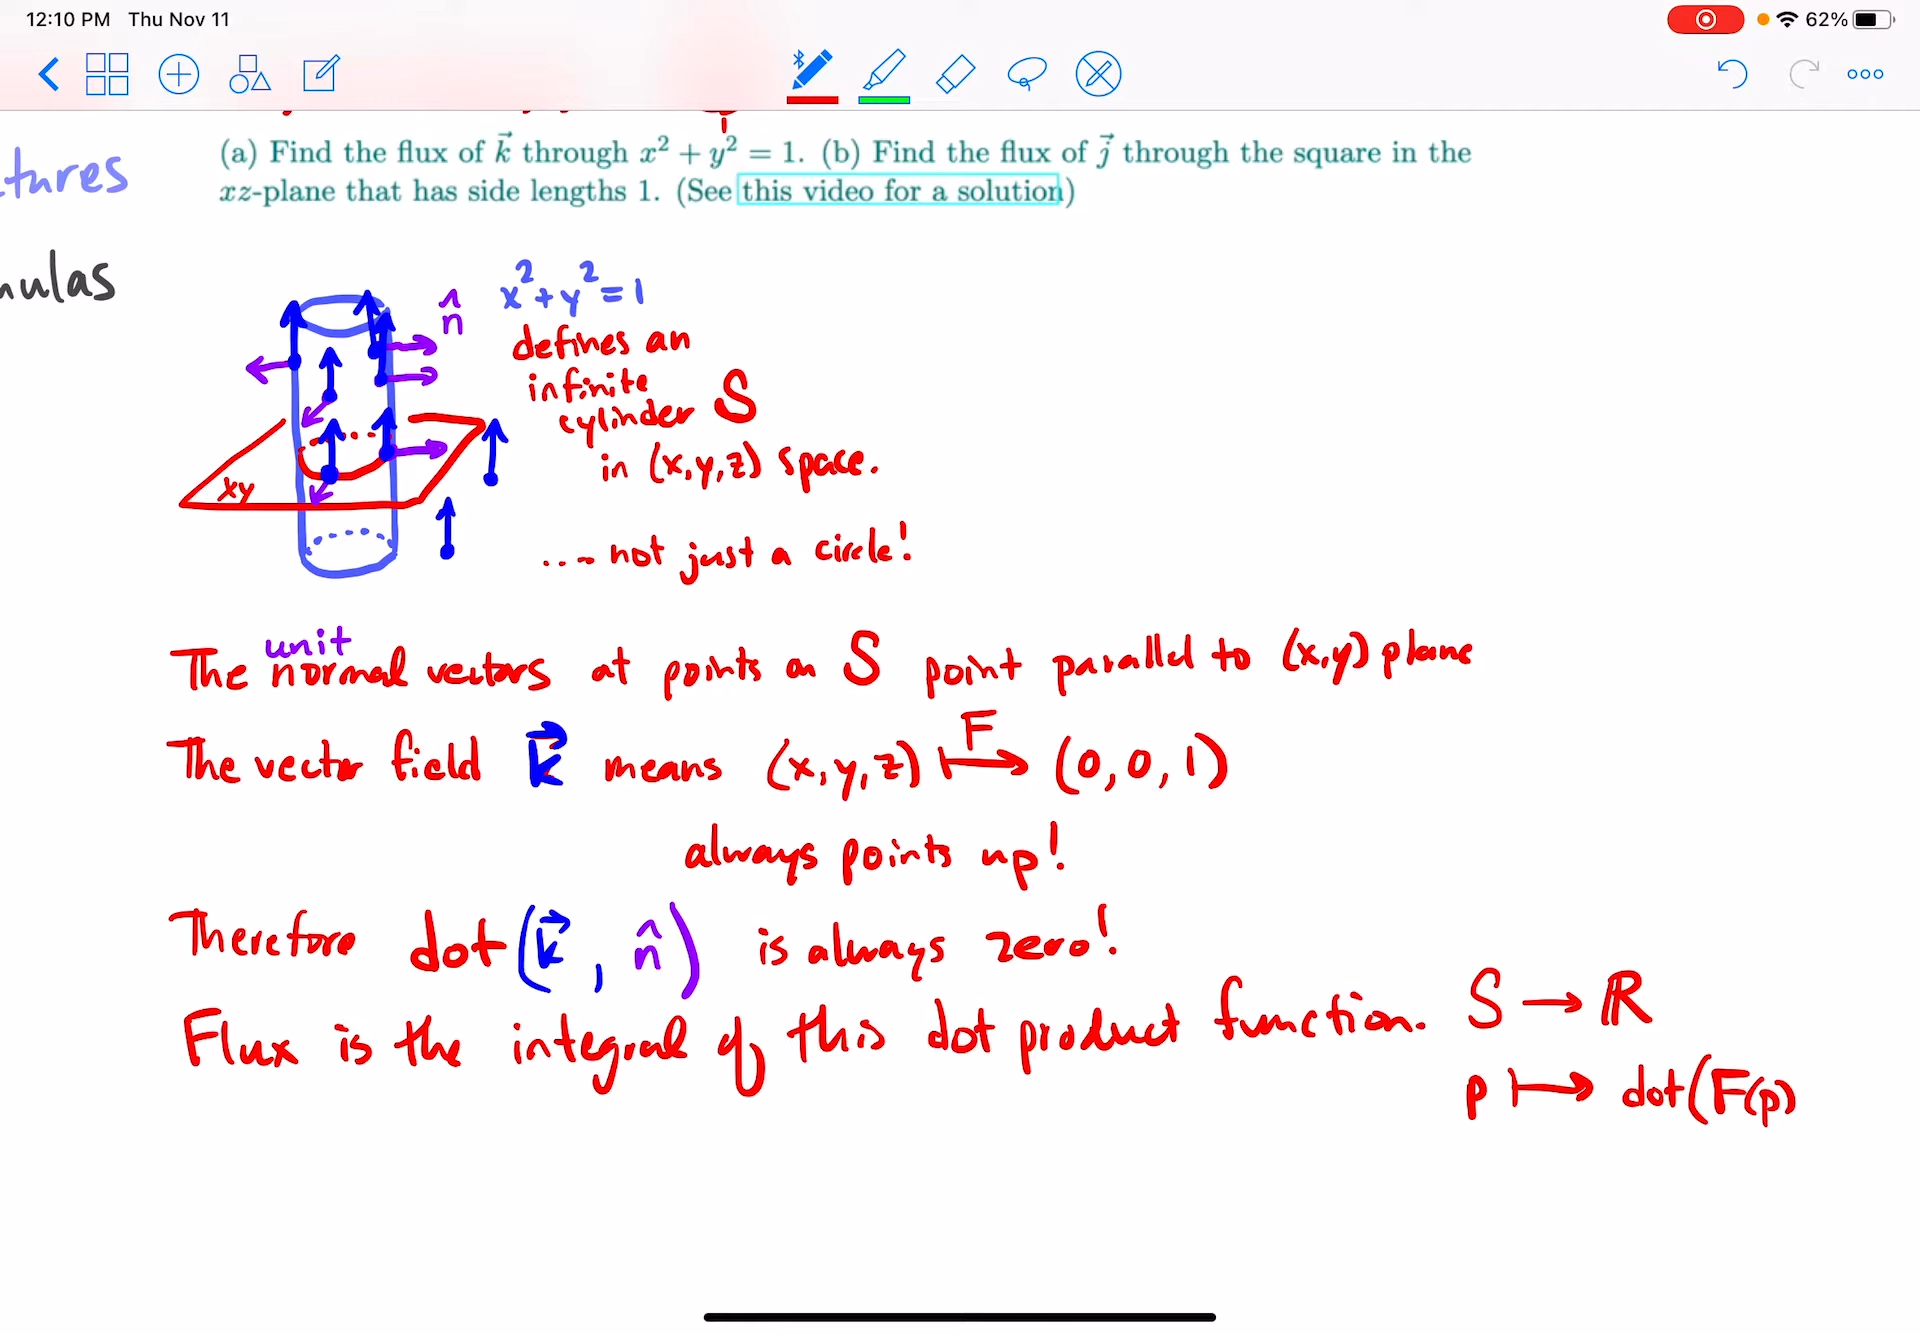 12:10 PM Thu Nov 11
62%
(a) Find the flux of k⃗ through x² + y² = 1. (b) Find the flux of j⃗ through the square in the
xz-plane that has side lengths 1. (See this video for a solution)
tures
ulas
n̂
x²+y²=1
defines an
infinite
cylinder S
in (x,y,z) space.
xy
.... not just a circle!
unit
The normal vectors at points on S point parallel to (x,y) plane
The vector field k⃗ means (x,y,z) ⟼ (0,0,1)
F
always points up!
Therefore dot(k⃗, n̂) is always zero!
Flux is the integral of this dot product function. S → ℝ
p ⟼ dot(F(p)